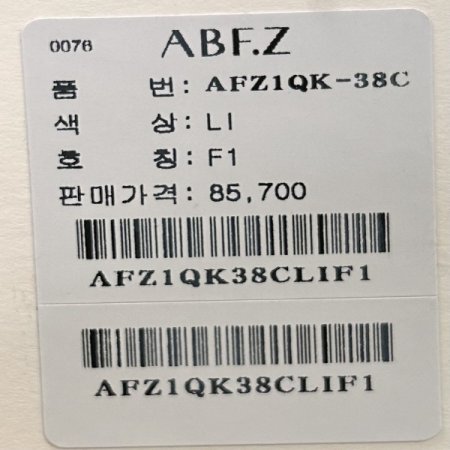 0076 ABF.Z
품 번: AFZ1QK-38C
색 상: LI
호 칭: F1
판매가격: 85,700
AFZ1QK38CLIF1
AFZ1QK38CLIF1